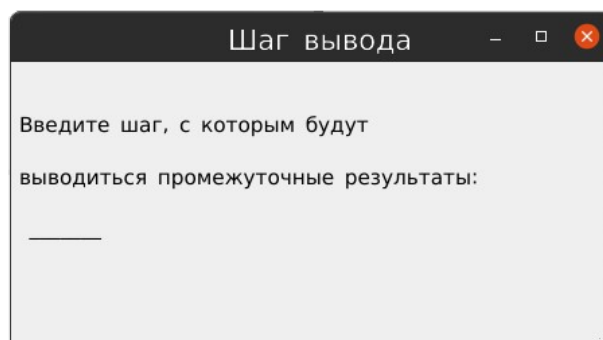 Шаг вывода
Введите шаг, с которым будут
выводиться промежуточные результаты: